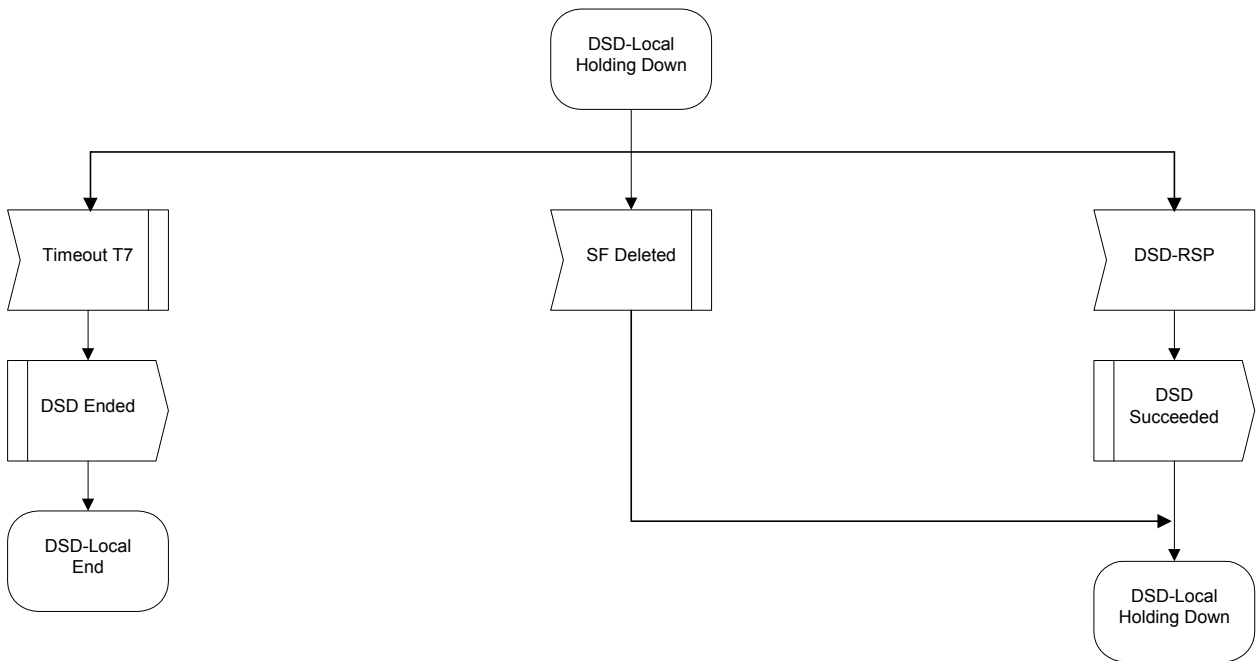 DSD-Local
Holding Down
Timeout T7
SF Deleted
DSD-RSP
DSD Ended
DSD
Succeeded
DSD-Local
End
DSD-Local
Holding Down